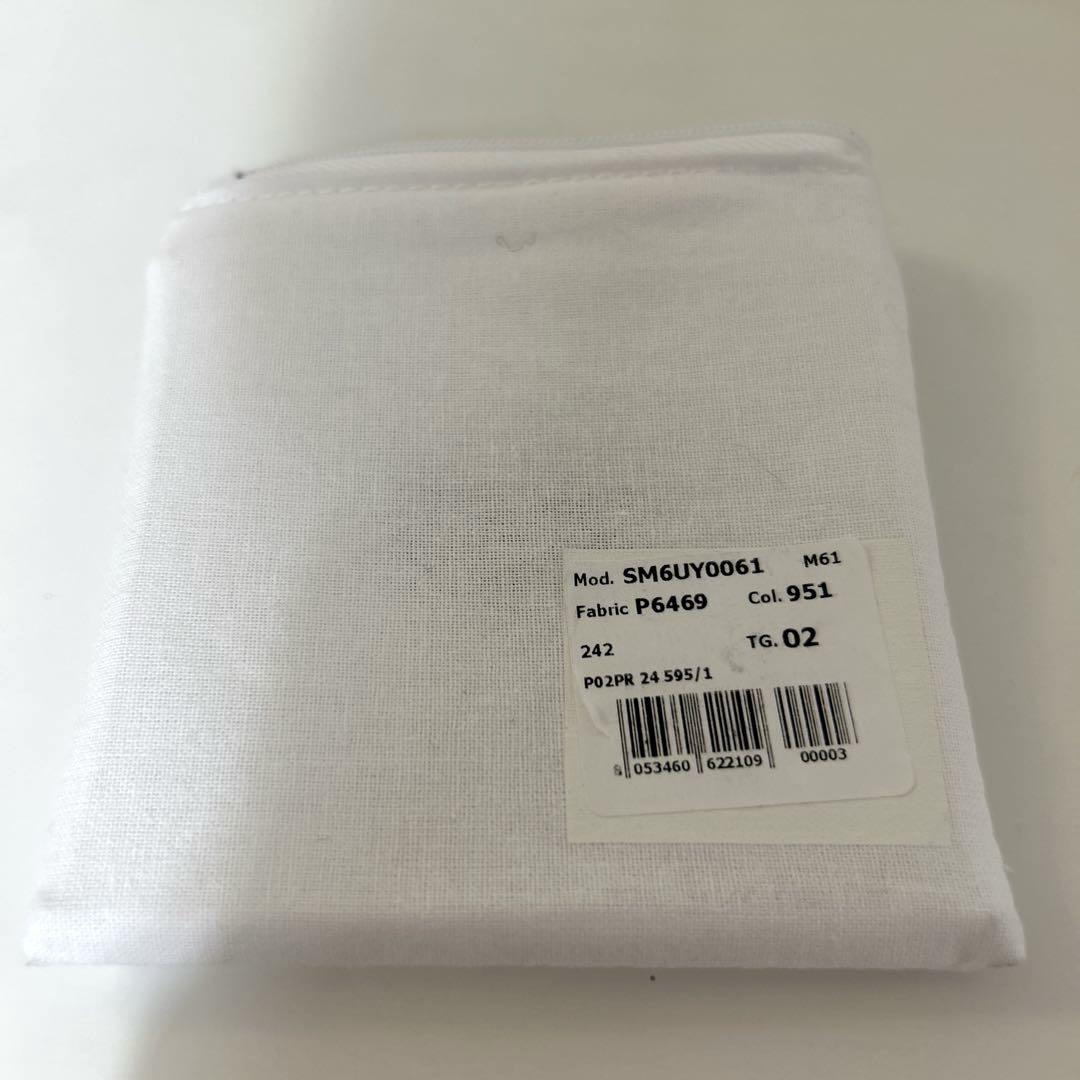 Mod. SM6UY0061 M61
Fabric P6469 Col. 951
242 TG. 02
P02PR 24 595/1
8 053460 622109 00003